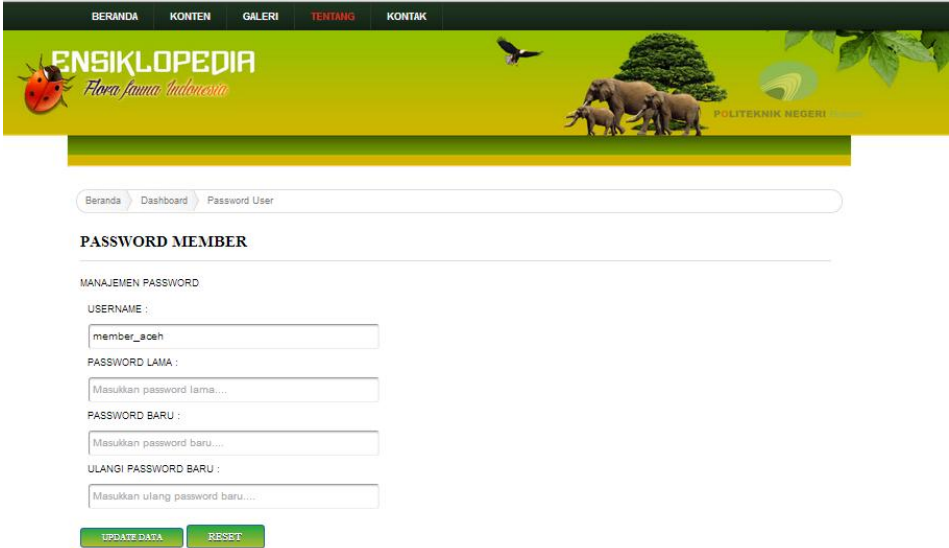 BERANDA KONTEN GALERI TENTANG KONTAK
ENSIKLOPEDIA
Flora fauna Indonesia
POLITEKNIK NEGERI
Beranda Dashboard Password User
PASSWORD MEMBER
MANAJEMEN PASSWORD
USERNAME :
member_aceh
PASSWORD LAMA :
Masukkan password lama....
PASSWORD BARU :
Masukkan password baru....
ULANGI PASSWORD BARU :
Masukkan ulang password baru....
UPDATE DATA RESET